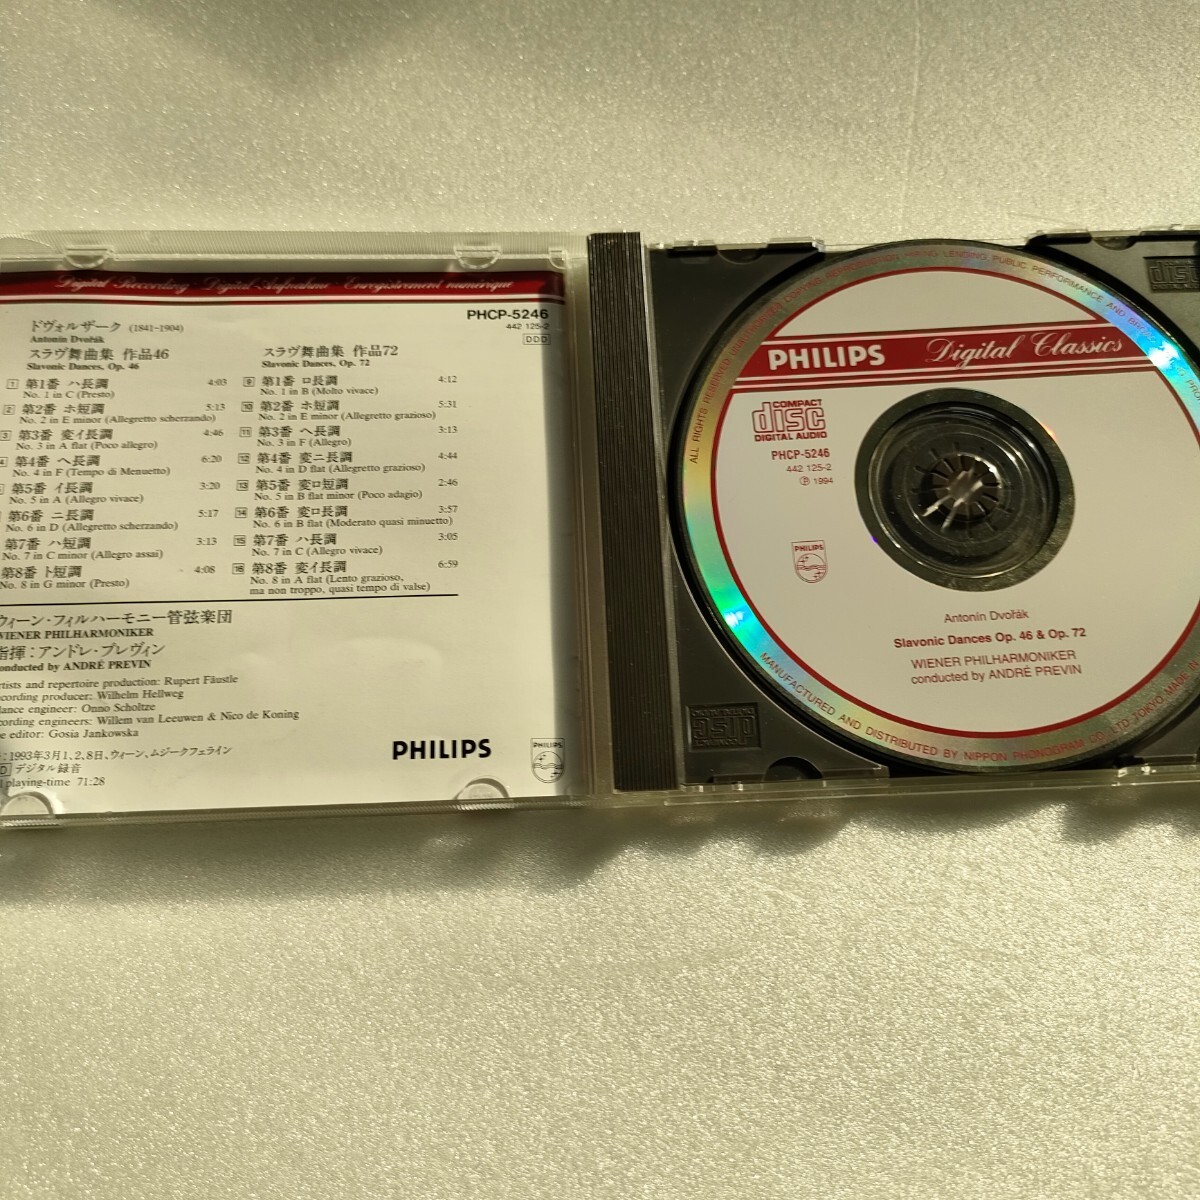 Digital Recording Digital-Aufnahme Enregistrement numérique
PHCP-5246
442 125-2
DDD
ドヴォルザーク (1841-1904)
Antonín Dvořák
スラヴ舞曲集 作品46
Slavonic Dances, Op. 46
1 第1番 ハ長調 4:03
No. 1 in C (Presto)
2 第2番 ホ短調 5:13
No. 2 in E minor (Allegretto scherzando)
3 第3番 変イ長調 4:46
No. 3 in A flat (Poco allegro)
4 第4番 ヘ長調 6:20
No. 4 in F (Tempo di Menuetto)
第5番 イ長調 3:20
No. 5 in A (Allegro vivace)
第6番 ニ長調 5:17
No. 6 in D (Allegretto scherzando)
第7番 ハ短調 3:13
No. 7 in C minor (Allegro assai)
第8番 ト短調 4:08
No. 8 in G minor (Presto)
スラヴ舞曲集 作品72
Slavonic Dances, Op. 72
9 第1番 ロ長調 4:12
No. 1 in B (Molto vivace)
10 第2番 ホ短調 5:31
No. 2 in E minor (Allegretto grazioso)
11 第3番 ヘ長調 3:13
No. 3 in F (Allegro)
12 第4番 変ニ長調 4:44
No. 4 in D flat (Allegretto grazioso)
13 第5番 変ロ短調 2:46
No. 5 in B flat minor (Poco adagio)
14 第6番 変ロ長調 3:57
No. 6 in B flat (Moderato quasi minuetto)
15 第7番 ハ長調 3:05
No. 7 in C (Allegro vivace)
16 第8番 変イ長調 6:59
No. 8 in A flat (Lento grazioso,
ma non troppo, quasi tempo di valse)
ウィーン・フィルハーモニー管弦楽団
WIENER PHILHARMONIKER
指揮：アンドレ・プレヴィン
conducted by ANDRÉ PREVIN
Artists and repertoire production: Rupert Fäustle
Recording producer: Wilhelm Hellweg
Balance engineer: Onno Scholtze
Recording engineers: Willem van Leeuwen & Nico de Koning
editor: Gosia Jankowska
：1993年3月1、2、8日、ウィーン、ムジークフェライン
デジタル録音
playing-time 71:28
PHILIPS
PHILIPS
PHILIPS Digital Classics
COMPACT
disc
DIGITAL AUDIO
PHCP-5246
442 125-2
Ⓟ 1994
PHILIPS
Antonín Dvořák
Slavonic Dances Op. 46 & Op. 72
WIENER PHILHARMONIKER
conducted by ANDRÉ PREVIN
ALL RIGHTS RESERVED LENDING, PUBLIC PERFORMANCE AND
MANUFACTURED AND DISTRIBUTED BY NIPPON PHONOGRAM CO., LTD. TOKYO MADE IN
disc
disc